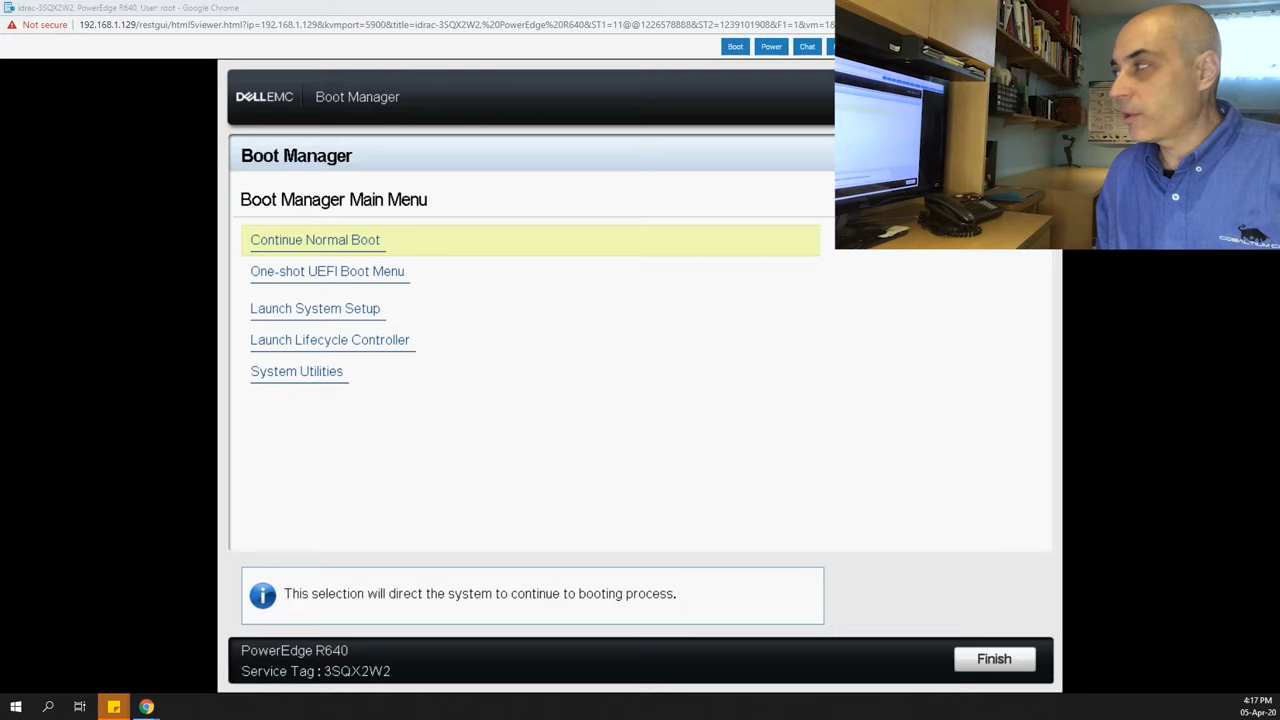 idrac-3SQX2W2, PowerEdge R640, User: root - Google Chrome
Not secure 192.168.1.129/restgui/html5viewer.html?ip=192.168.1.129&kvmport=5900&title=idrac-3SQX2W2,%20PowerEdge%20R640&ST1=11@@1226578888&ST2=1239101908&F1=1&vm=1
Boot Power Chat
DELLEMC Boot Manager
Boot Manager
Boot Manager Main Menu
Continue Normal Boot
One-shot UEFI Boot Menu
Launch System Setup
Launch Lifecycle Controller
System Utilities
This selection will direct the system to continue to booting process.
PowerEdge R640
Service Tag : 3SQX2W2
Finish
4:17 PM
05-Apr-20